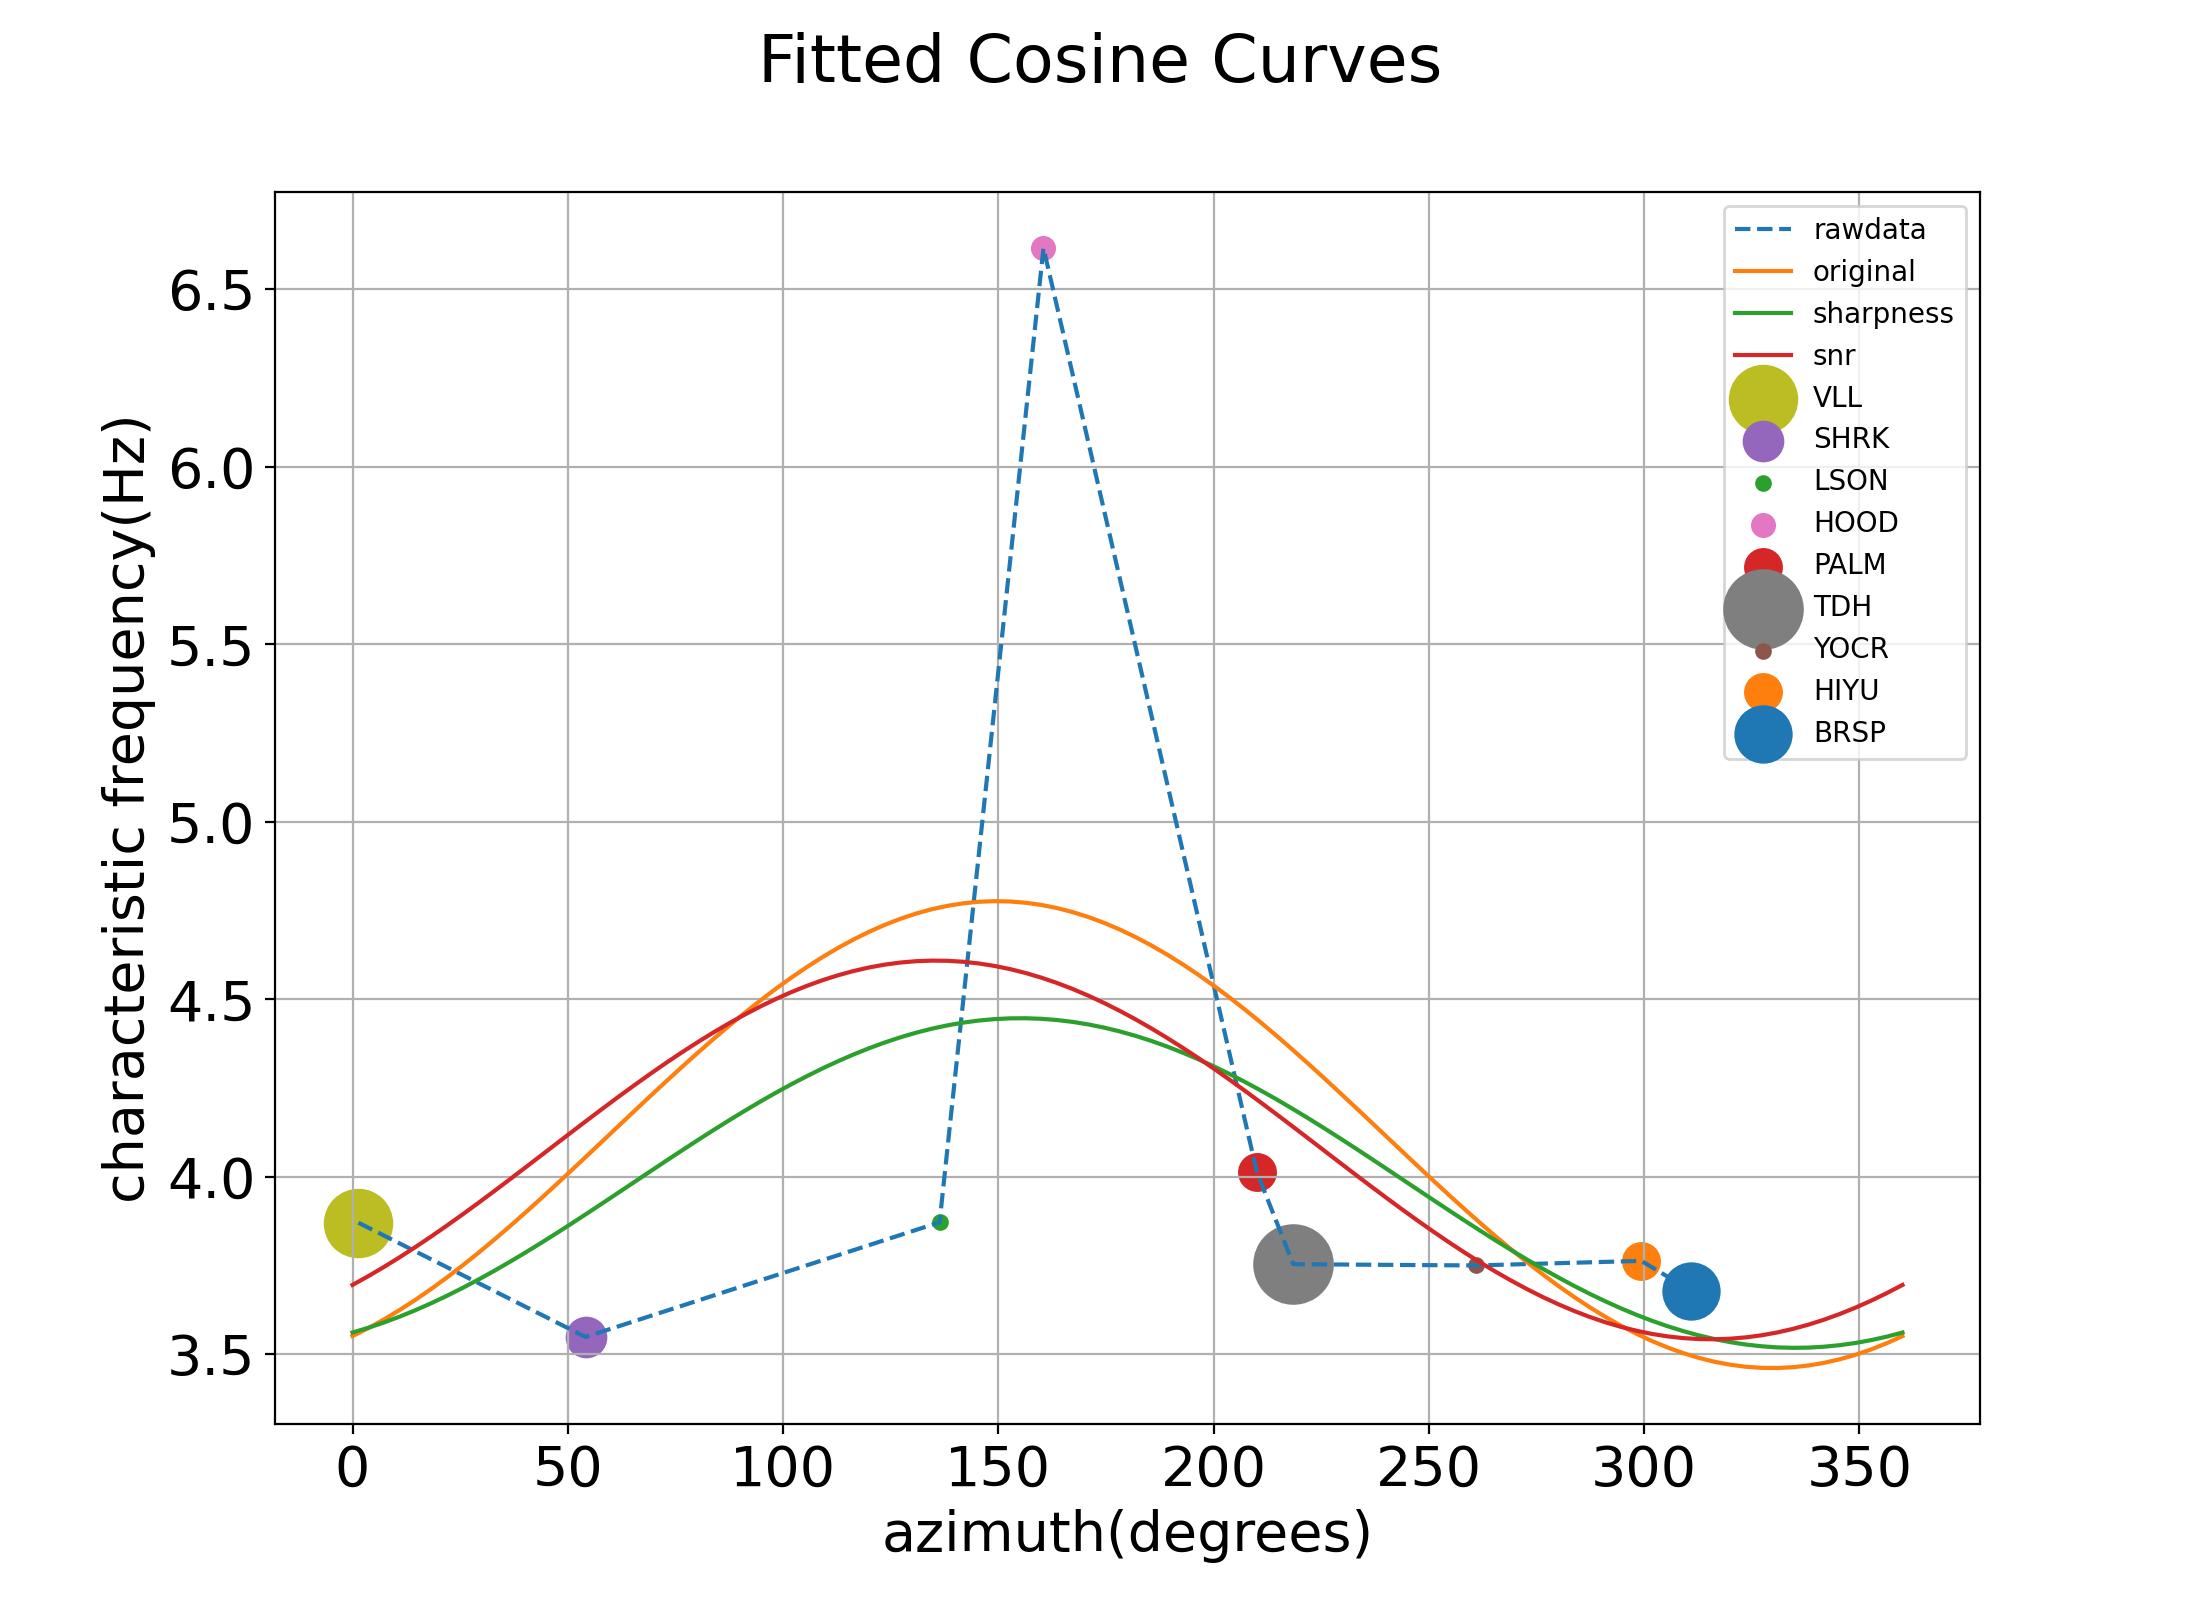 Fitted Cosine Curves
characteristic frequency(Hz)
6.5
6.0
5.5
5.0
4.5
4.0
3.5
rawdata
original
sharpness
snr
VLL
SHRK
LSON
HOOD
PALM
TDH
YOCR
HIYU
BRSP
0 50 100 150 200 250 300 350
azimuth(degrees)